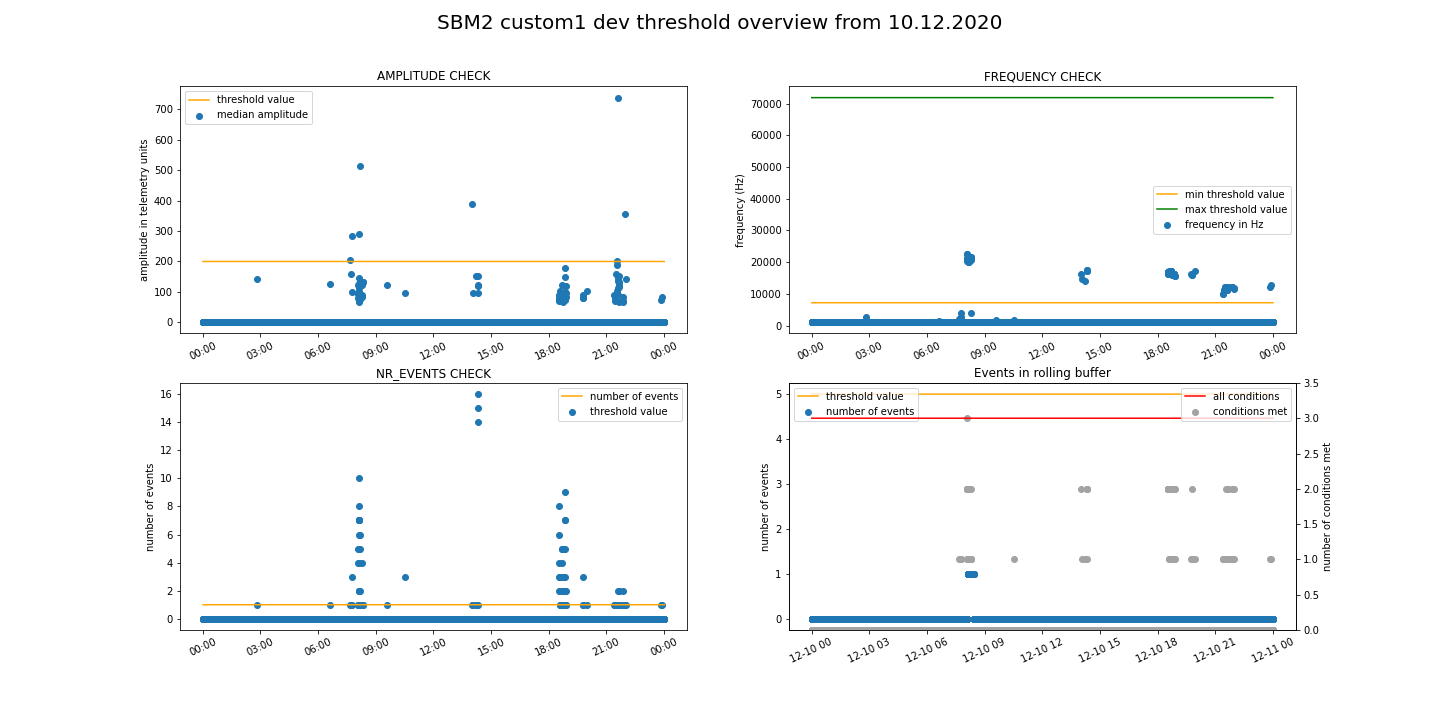 SBM2 custom1 dev threshold overview from 10.12.2020
AMPLITUDE CHECK
threshold value
median amplitude
amplitude in telemetry units
700
600
500
400
300
200
100
0
00:00 03:00 06:00 09:00 12:00 15:00 18:00 21:00 00:00
FREQUENCY CHECK
min threshold value
max threshold value
frequency in Hz
frequency (Hz)
70000
60000
50000
40000
30000
20000
10000
0
00:00 03:00 06:00 09:00 12:00 15:00 18:00 21:00 00:00
NR_EVENTS CHECK
number of events
threshold value
number of events
16
14
12
10
8
6
4
2
0
00:00 03:00 06:00 09:00 12:00 15:00 18:00 21:00 00:00
Events in rolling buffer
threshold value
number of events
all conditions
conditions met
number of events
5
4
3
2
1
0
3.5
3.0
2.5
2.0
1.5
1.0
0.5
0.0
number of conditions met
12-10 00 12-10 03 12-10 06 12-10 09 12-10 12 12-10 15 12-10 18 12-10 21 12-11 00